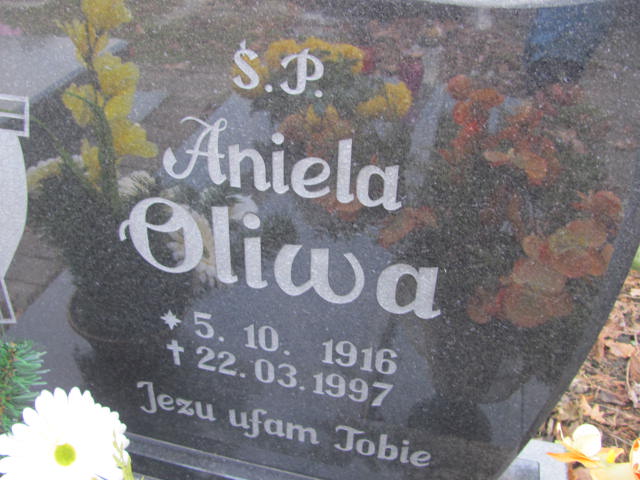 Ś.P.
Aniela
Oliwa
* 5. 10. 1916
† 22.03.1997
Jezu ufam Tobie